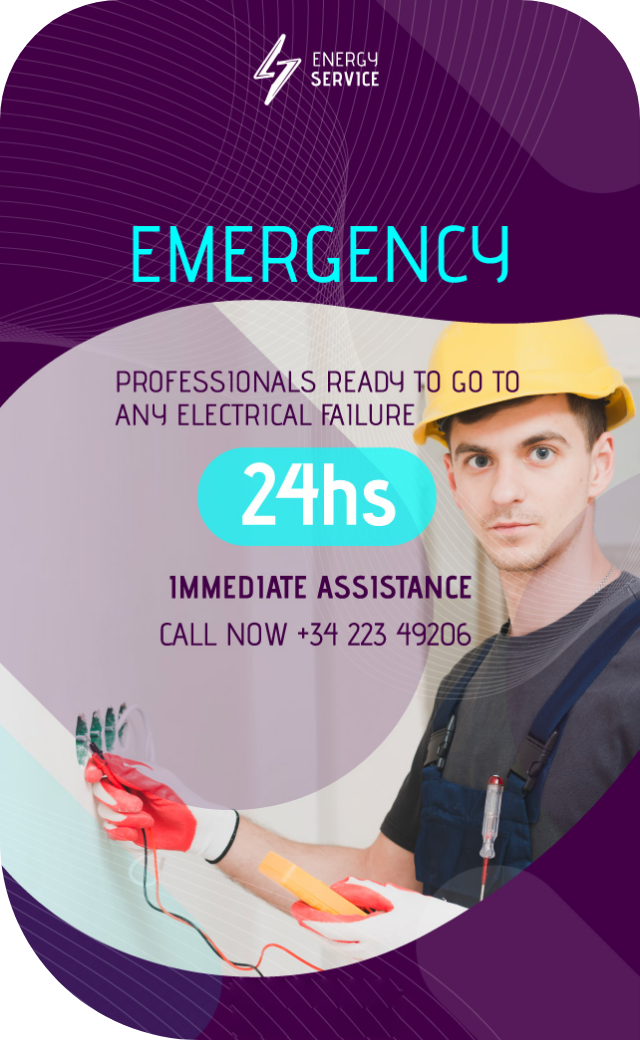 ENERGY
SERVICE
EMERGENCY
PROFESSIONALS READY TO GO TO
ANY ELECTRICAL FAILURE
24hs
IMMEDIATE ASSISTANCE
CALL NOW +34 223 49206